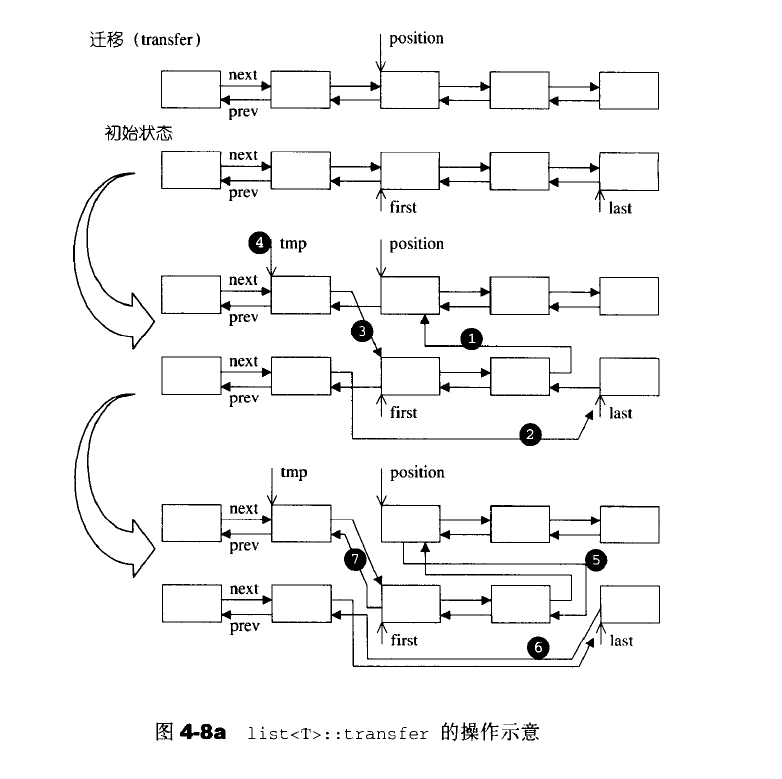 迁移（transfer）
position
next
prev
初始状态
next
prev
first
last
4 tmp
position
next
prev
3
1
next
prev
first
last
2
tmp
position
next
prev
7
5
next
prev
first
last
6
图 4-8a list<T>::transfer 的操作示意